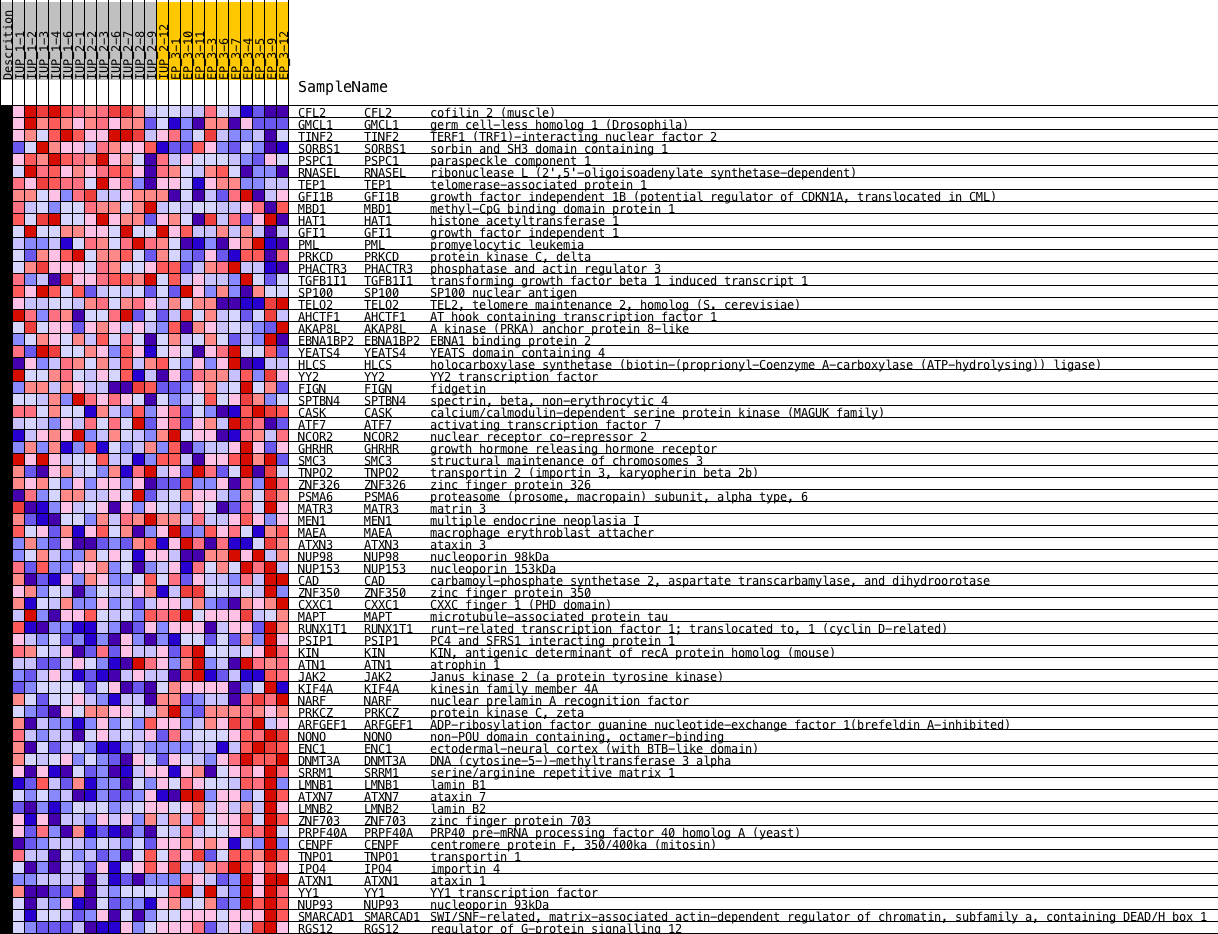 Descrition
IUP_1-1
IUP_1-2
IUP_1-3
IUP_1-4
IUP_1-6
IUP_2-1
IUP_2-2
IUP_2-3
IUP_2-6
IUP_2-7
IUP_2-8
IUP_2-9
IUP_2-12
EP_3-1
EP_3-10
EP_3-11
EP_3-3
EP_3-6
EP_3-7
EP_3-4
EP_3-5
EP_3-9
EP_3-12
SampleName
CFL2 CFL2 cofilin 2 (muscle)
GMCL1 GMCL1 germ cell-less homolog 1 (Drosophila)
TINF2 TINF2 TERF1 (TRF1)-interacting nuclear factor 2
SORBS1 SORBS1 sorbin and SH3 domain containing 1
PSPC1 PSPC1 paraspeckle component 1
RNASEL RNASEL ribonuclease L (2',5'-oligoisoadenylate synthetase-dependent)
TEP1 TEP1 telomerase-associated protein 1
GFI1B GFI1B growth factor independent 1B (potential regulator of CDKN1A, translocated in CML)
MBD1 MBD1 methyl-CpG binding domain protein 1
HAT1 HAT1 histone acetyltransferase 1
GFI1 GFI1 growth factor independent 1
PML PML promyelocytic leukemia
PRKCD PRKCD protein kinase C, delta
PHACTR3 PHACTR3 phosphatase and actin regulator 3
TGFB1I1 TGFB1I1 transforming growth factor beta 1 induced transcript 1
SP100 SP100 SP100 nuclear antigen
TELO2 TELO2 TEL2, telomere maintenance 2, homolog (S. cerevisiae)
AHCTF1 AHCTF1 AT hook containing transcription factor 1
AKAP8L AKAP8L A kinase (PRKA) anchor protein 8-like
EBNA1BP2 EBNA1BP2 EBNA1 binding protein 2
YEATS4 YEATS4 YEATS domain containing 4
HLCS HLCS holocarboxylase synthetase (biotin-(proprionyl-Coenzyme A-carboxylase (ATP-hydrolysing)) ligase)
YY2 YY2 YY2 transcription factor
FIGN FIGN fidgetin
SPTBN4 SPTBN4 spectrin, beta, non-erythrocytic 4
CASK CASK calcium/calmodulin-dependent serine protein kinase (MAGUK family)
ATF7 ATF7 activating transcription factor 7
NCOR2 NCOR2 nuclear receptor co-repressor 2
GHRHR GHRHR growth hormone releasing hormone receptor
SMC3 SMC3 structural maintenance of chromosomes 3
TNPO2 TNPO2 transportin 2 (importin 3, karyopherin beta 2b)
ZNF326 ZNF326 zinc finger protein 326
PSMA6 PSMA6 proteasome (prosome, macropain) subunit, alpha type, 6
MATR3 MATR3 matrin 3
MEN1 MEN1 multiple endocrine neoplasia I
MAEA MAEA macrophage erythroblast attacher
ATXN3 ATXN3 ataxin 3
NUP98 NUP98 nucleoporin 98kDa
NUP153 NUP153 nucleoporin 153kDa
CAD CAD carbamoyl-phosphate synthetase 2, aspartate transcarbamylase, and dihydroorotase
ZNF350 ZNF350 zinc finger protein 350
CXXC1 CXXC1 CXXC finger 1 (PHD domain)
MAPT MAPT microtubule-associated protein tau
RUNX1T1 RUNX1T1 runt-related transcription factor 1; translocated to, 1 (cyclin D-related)
PSIP1 PSIP1 PC4 and SFRS1 interacting protein 1
KIN KIN KIN, antigenic determinant of recA protein homolog (mouse)
ATN1 ATN1 atrophin 1
JAK2 JAK2 Janus kinase 2 (a protein tyrosine kinase)
KIF4A KIF4A kinesin family member 4A
NARF NARF nuclear prelamin A recognition factor
PRKCZ PRKCZ protein kinase C, zeta
ARFGEF1 ARFGEF1 ADP-ribosylation factor guanine nucleotide-exchange factor 1(brefeldin A-inhibited)
NONO NONO non-POU domain containing, octamer-binding
ENC1 ENC1 ectodermal-neural cortex (with BTB-like domain)
DNMT3A DNMT3A DNA (cytosine-5-)-methyltransferase 3 alpha
SRRM1 SRRM1 serine/arginine repetitive matrix 1
LMNB1 LMNB1 lamin B1
ATXN7 ATXN7 ataxin 7
LMNB2 LMNB2 lamin B2
ZNF703 ZNF703 zinc finger protein 703
PRPF40A PRPF40A PRP40 pre-mRNA processing factor 40 homolog A (yeast)
CENPF CENPF centromere protein F, 350/400ka (mitosin)
TNPO1 TNPO1 transportin 1
IPO4 IPO4 importin 4
ATXN1 ATXN1 ataxin 1
YY1 YY1 YY1 transcription factor
NUP93 NUP93 nucleoporin 93kDa
SMARCAD1 SMARCAD1 SWI/SNF-related, matrix-associated actin-dependent regulator of chromatin, subfamily a, containing DEAD/H box 1
RGS12 RGS12 regulator of G-protein signalling 12